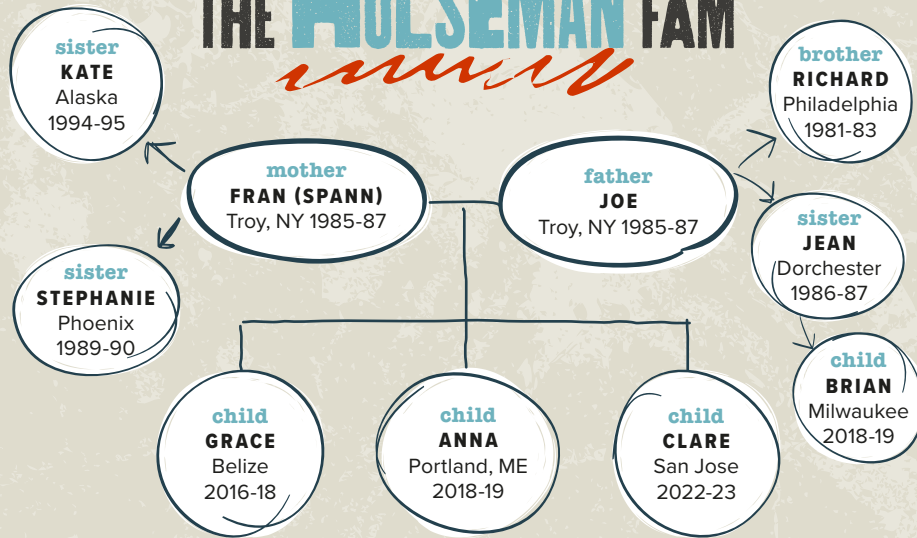 THE HULSEMAN FAM
sister
KATE
Alaska
1994-95
brother
RICHARD
Philadelphia
1981-83
mother
FRAN (SPANN)
Troy, NY 1985-87
father
JOE
Troy, NY 1985-87
sister
STEPHANIE
Phoenix
1989-90
sister
JEAN
Dorchester
1986-87
child
BRIAN
Milwaukee
2018-19
child
GRACE
Belize
2016-18
child
ANNA
Portland, ME
2018-19
child
CLARE
San Jose
2022-23